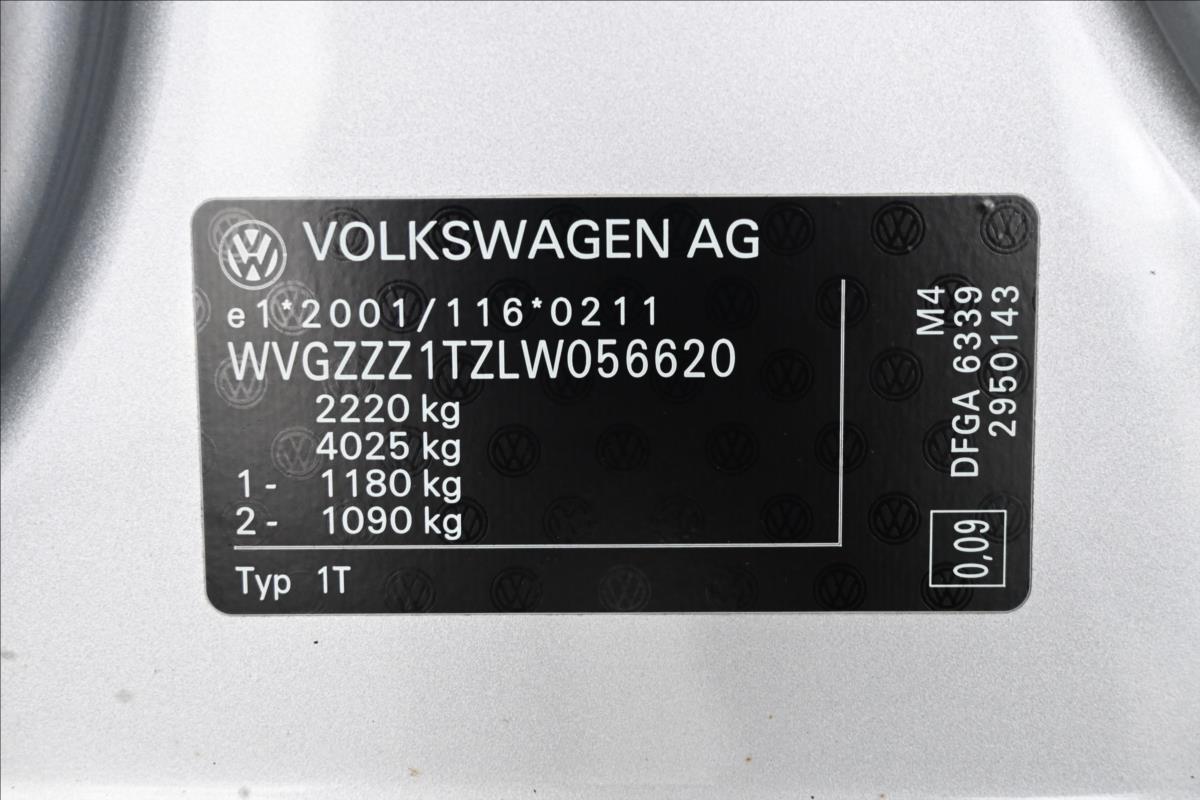 VOLKSWAGEN AG
e1*2001/116*0211
WVGZZZ1TZLW056620
2220 kg
4025 kg
1- 1180 kg
2- 1090 kg
Typ 1T
M4
DFGA 6339
2950143
0,09